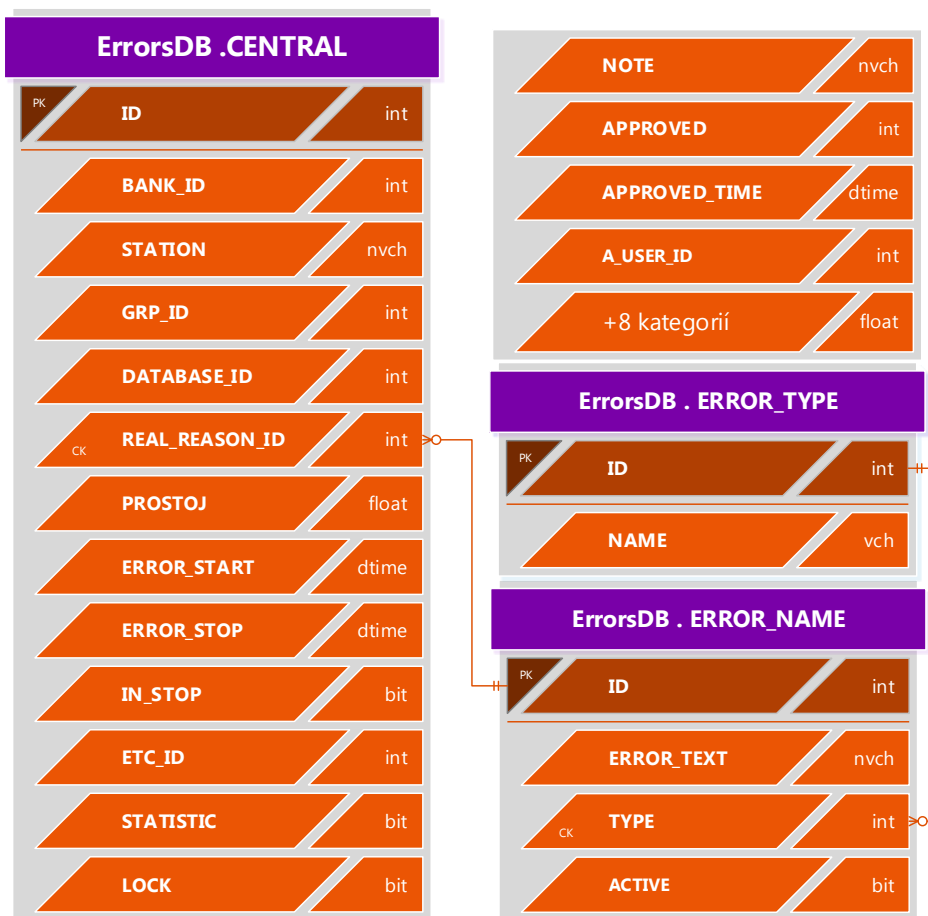 ErrorsDB .CENTRAL
PK ID int
BANK_ID int
STATION nvch
GRP_ID int
DATABASE_ID int
CK REAL_REASON_ID int
PROSTOJ float
ERROR_START dtime
ERROR_STOP dtime
IN_STOP bit
ETC_ID int
STATISTIC bit
LOCK bit
NOTE nvch
APPROVED int
APPROVED_TIME dtime
A_USER_ID int
+8 kategorií float
ErrorsDB . ERROR_TYPE
PK ID int
NAME vch
ErrorsDB . ERROR_NAME
PK ID int
ERROR_TEXT nvch
CK TYPE int
ACTIVE bit